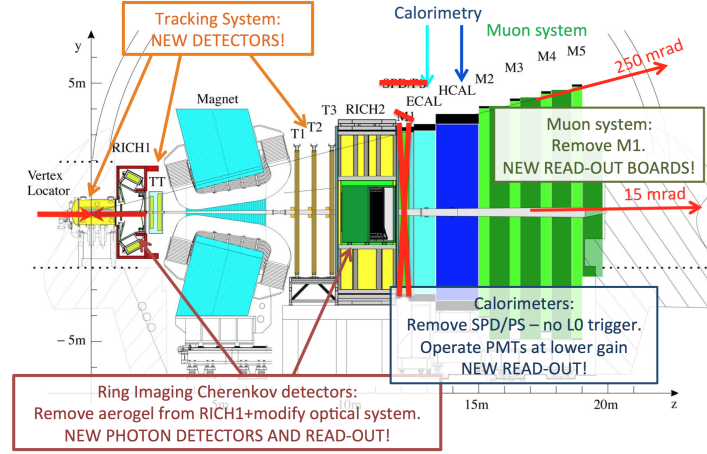 Tracking System:
NEW DETECTORS!
Calorimetry
Muon system
y
5m
Magnet
SPD/PS
ECAL
HCAL
M1
M2
M3
M4
M5
250 mrad
T1
T2
T3
RICH2
RICH1
TT
Vertex
Locator
Muon system:
Remove M1.
NEW READ-OUT BOARDS!
15 mrad
Calorimeters:
Remove SPD/PS – no L0 trigger.
Operate PMTs at lower gain
NEW READ-OUT!
– 5m
Ring Imaging Cherenkov detectors:
Remove aerogel from RICH1+modify optical system.
NEW PHOTON DETECTORS AND READ-OUT!
5m
10m
15m
20m
z